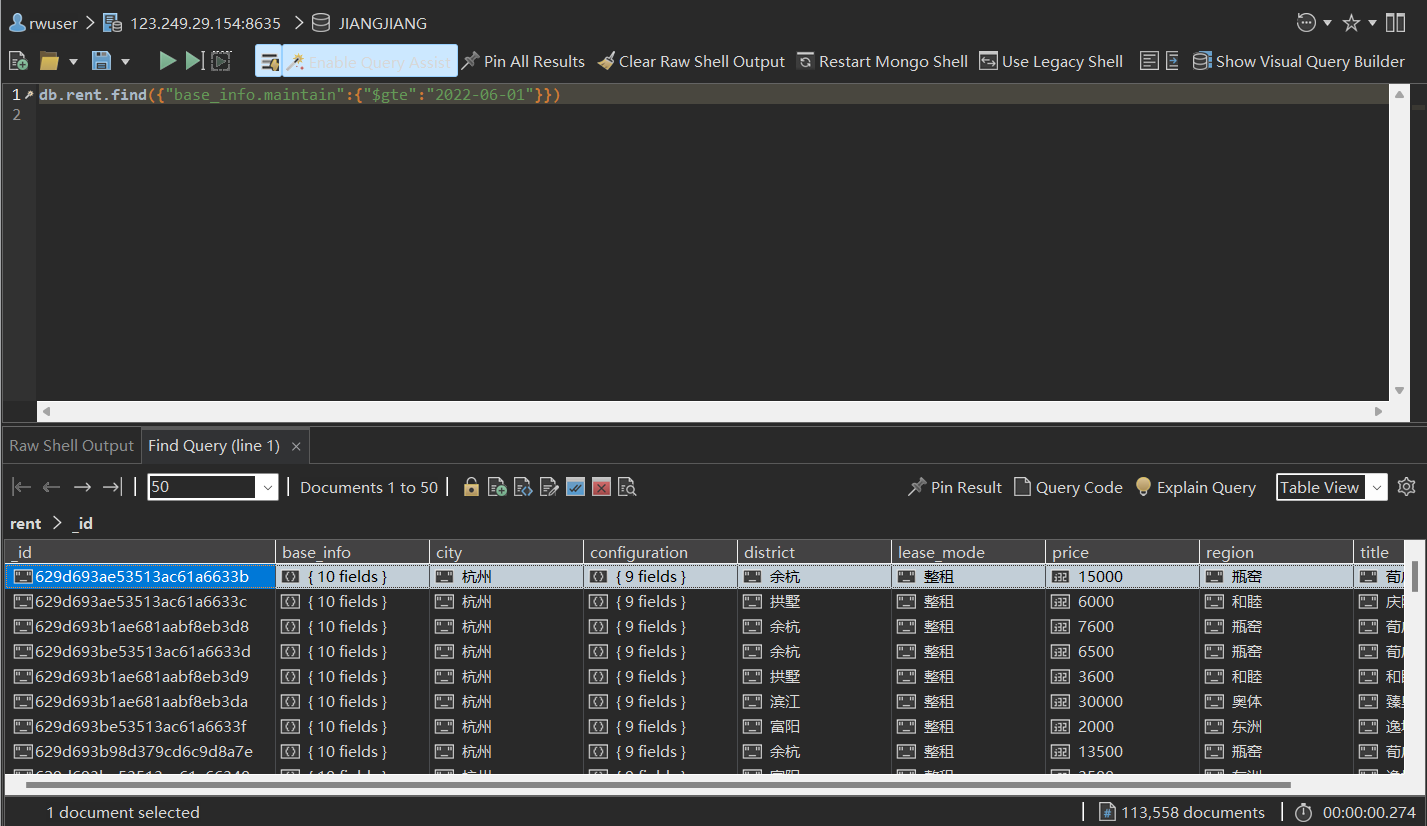 rwuser > 123.249.29.154:8635 > JIANGJIANG
Enable Query Assist Pin All Results Clear Raw Shell Output Restart Mongo Shell Use Legacy Shell Show Visual Query Builder
1 db.rent.find({"base_info.maintain":{"$gte":"2022-06-01"}})
2
Raw Shell Output Find Query (line 1) ×
50 Documents 1 to 50 Pin Result Query Code Explain Query Table View
rent > _id
_id base_info city configuration district lease_mode price region title
629d693ae53513ac61a6633b { 10 fields } 杭州 { 9 fields } 余杭 整租 i32 15000 瓶窑
629d693ae53513ac61a6633c { 10 fields } 杭州 { 9 fields } 拱墅 整租 i32 6000 和睦
629d693b1ae681aabf8eb3d8 { 10 fields } 杭州 { 9 fields } 余杭 整租 i32 7600 瓶窑
629d693be53513ac61a6633d { 10 fields } 杭州 { 9 fields } 余杭 整租 i32 6500 瓶窑
629d693b1ae681aabf8eb3d9 { 10 fields } 杭州 { 9 fields } 拱墅 整租 i32 3600 和睦
629d693b1ae681aabf8eb3da { 10 fields } 杭州 { 9 fields } 滨江 整租 i32 30000 奥体
629d693be53513ac61a6633f { 10 fields } 杭州 { 9 fields } 富阳 整租 i32 2000 东洲
629d693b98d379cd6c9d8a7e { 10 fields } 杭州 { 9 fields } 余杭 整租 i32 13500 瓶窑
1 document selected 113,558 documents 00:00:00.274